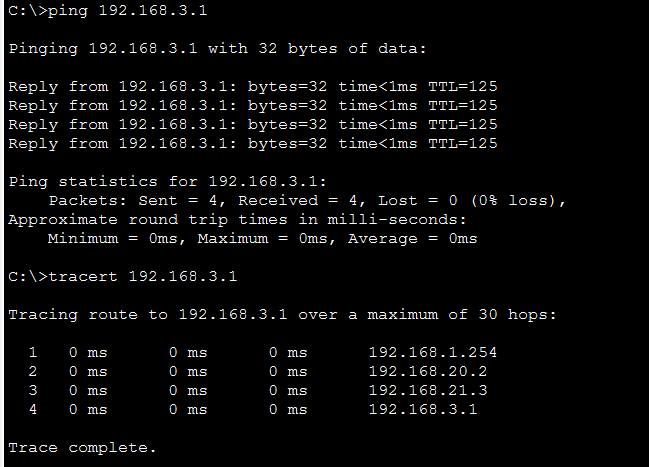 C:\>ping 192.168.3.1
Pinging 192.168.3.1 with 32 bytes of data:
Reply from 192.168.3.1: bytes=32 time<1ms TTL=125
Reply from 192.168.3.1: bytes=32 time<1ms TTL=125
Reply from 192.168.3.1: bytes=32 time<1ms TTL=125
Reply from 192.168.3.1: bytes=32 time<1ms TTL=125
Ping statistics for 192.168.3.1:
    Packets: Sent = 4, Received = 4, Lost = 0 (0% loss),
Approximate round trip times in milli-seconds:
    Minimum = 0ms, Maximum = 0ms, Average = 0ms
C:\>tracert 192.168.3.1
Tracing route to 192.168.3.1 over a maximum of 30 hops:
  1   0 ms      0 ms      0 ms      192.168.1.254
  2   0 ms      0 ms      0 ms      192.168.20.2
  3   0 ms      0 ms      0 ms      192.168.21.3
  4   0 ms      0 ms      0 ms      192.168.3.1
Trace complete.